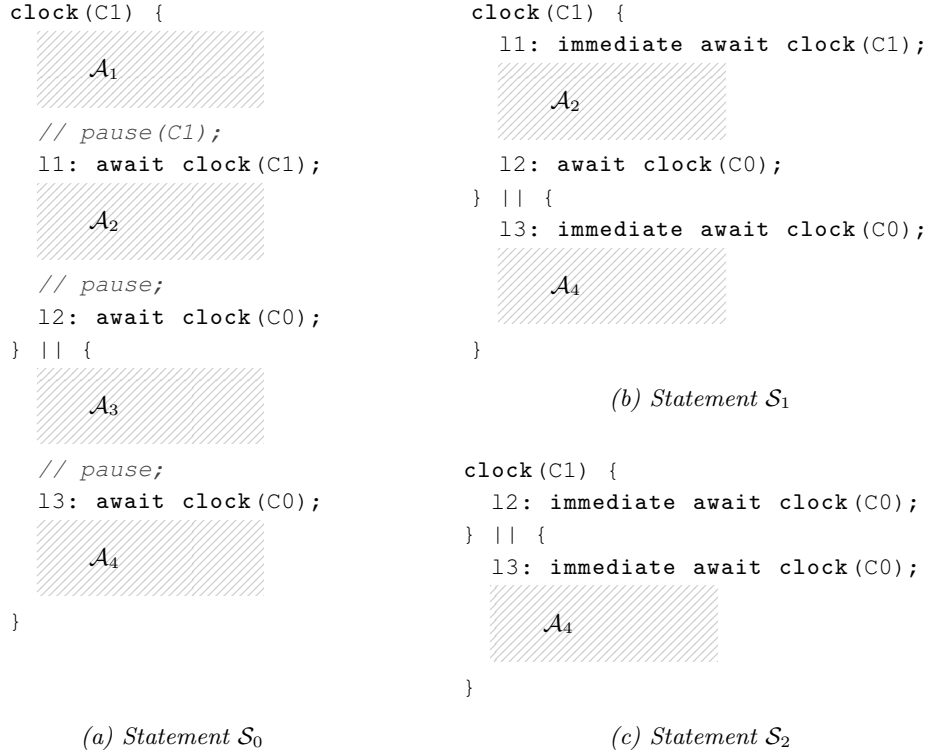 clock(C1) {
𝒜₁
// pause(C1);
l1: await clock(C1);
𝒜₂
// pause;
l2: await clock(C0);
} || {
𝒜₃
// pause;
l3: await clock(C0);
𝒜₄
}
(a) Statement 𝒮₀
clock(C1) {
l1: immediate await clock(C1);
𝒜₂
l2: await clock(C0);
} || {
l3: immediate await clock(C0);
𝒜₄
}
(b) Statement 𝒮₁
clock(C1) {
l2: immediate await clock(C0);
} || {
l3: immediate await clock(C0);
𝒜₄
}
(c) Statement 𝒮₂